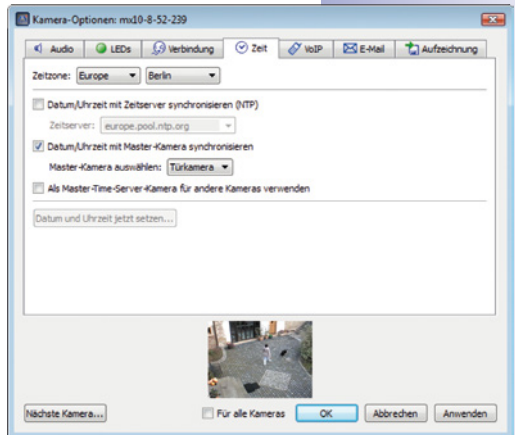 Kamera-Optionen: mx10-8-52-239
Audio LEDs Verbindung Zeit VoIP E-Mail Aufzeichnung
Zeitzone: Europe Berlin
Datum/Uhrzeit mit Zeitserver synchronisieren (NTP)
Zeitserver: europe.pool.ntp.org
Datum/Uhrzeit mit Master-Kamera synchronisieren
Master-Kamera auswählen: Türkamera
Als Master-Time-Server-Kamera für andere Kameras verwenden
Datum und Uhrzeit jetzt setzen...
Nächste Kamera... Für alle Kameras OK Abbrechen Anwenden